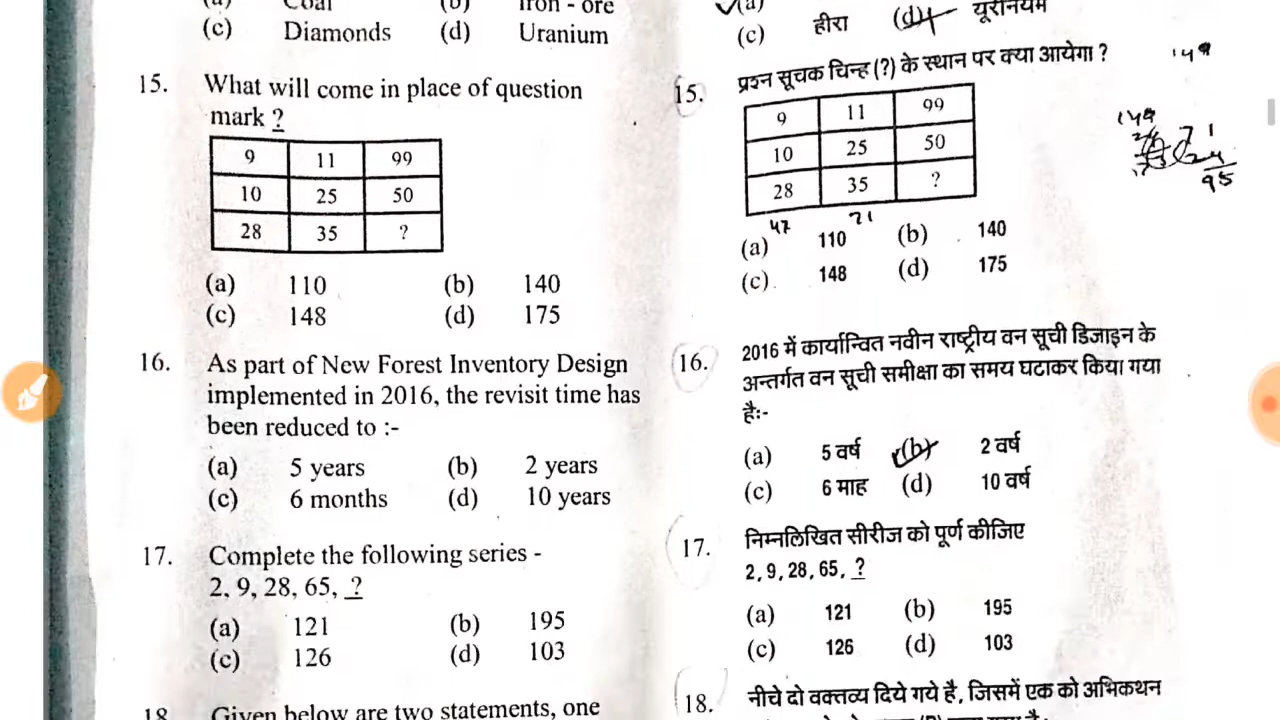 (a) Coal (b) Iron - ore
(c) Diamonds (d) Uranium
15. What will come in place of question
mark ?
9 11 99
10 25 50
28 35 ?
(a) 110 (b) 140
(c) 148 (d) 175
16. As part of New Forest Inventory Design
implemented in 2016, the revisit time has
been reduced to :-
(a) 5 years (b) 2 years
(c) 6 months (d) 10 years
17. Complete the following series -
2, 9, 28, 65, ?
(a) 121 (b) 195
(c) 126 (d) 103
18. Given below are two statements, one
(a)
(c) हीरा (d) यूरेनियम
15. प्रश्न सूचक चिन्ह (?) के स्थान पर क्या आयेगा ?
9 11 99
10 25 50
28 35 ?
47 21
(a) 110 (b) 140
(c). 148 (d) 175
16. 2016 में कार्यान्वित नवीन राष्ट्रीय वन सूची डिजाइन के
अन्तर्गत वन सूची समीक्षा का समय घटाकर किया गया
है:-
(a) 5 वर्ष (b) 2 वर्ष
(c) 6 माह (d) 10 वर्ष
17. निम्नलिखित सीरीज को पूर्ण कीजिए
2, 9, 28, 65, ?
(a) 121 (b) 195
(c) 126 (d) 103
18. नीचे दो वक्तव्य दिये गये है, जिसमें एक को अभिकथन